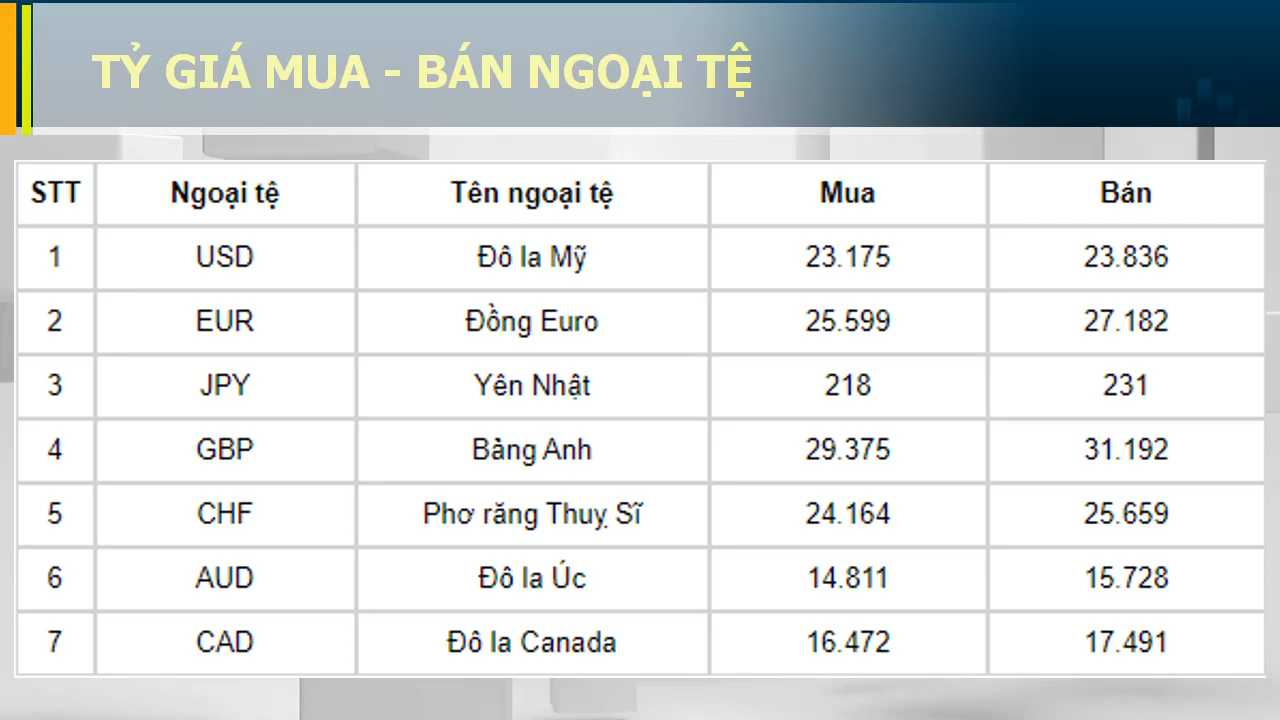 TỶ GIÁ MUA - BÁN NGOẠI TỆ
STT Ngoại tệ Tên ngoại tệ Mua Bán
1 USD Đô la Mỹ 23.175 23.836
2 EUR Đồng Euro 25.599 27.182
3 JPY Yên Nhật 218 231
4 GBP Bảng Anh 29.375 31.192
5 CHF Phơ răng Thuỵ Sĩ 24.164 25.659
6 AUD Đô la Úc 14.811 15.728
7 CAD Đô la Canada 16.472 17.491